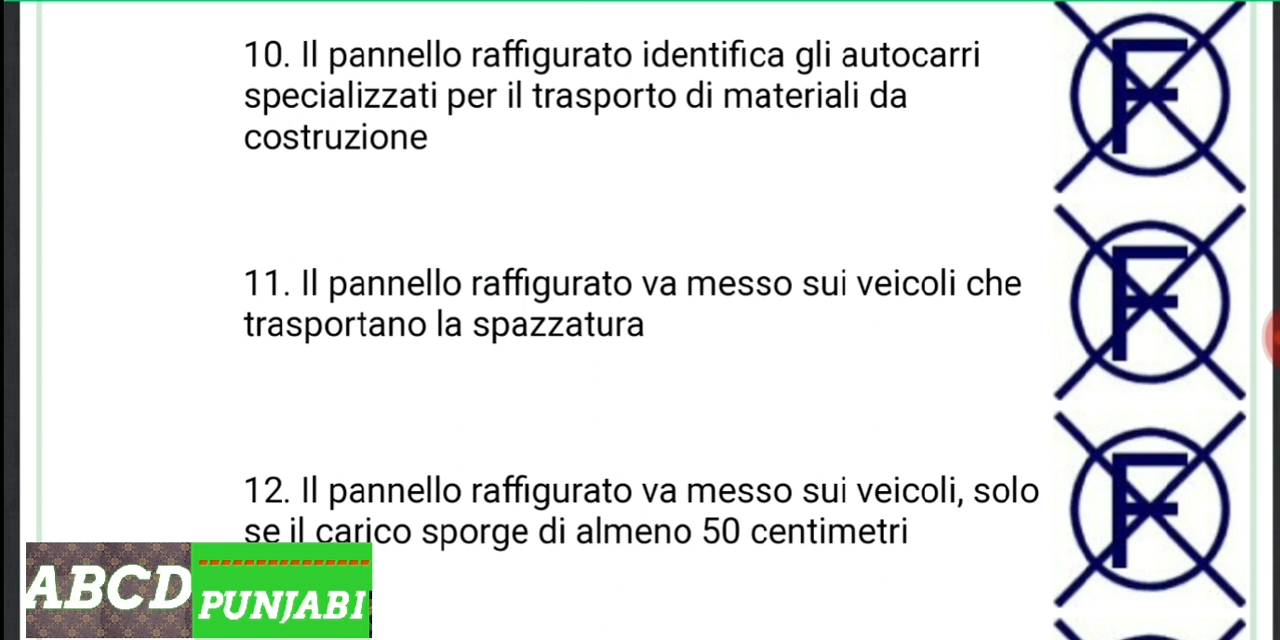 10. Il pannello raffigurato identifica gli autocarri
specializzati per il trasporto di materiali da
costruzione
11. Il pannello raffigurato va messo sui veicoli che
trasportano la spazzatura
12. Il pannello raffigurato va messo sui veicoli, solo
se il carico sporge di almeno 50 centimetri
ABCD
PUNJABI
F
F
F